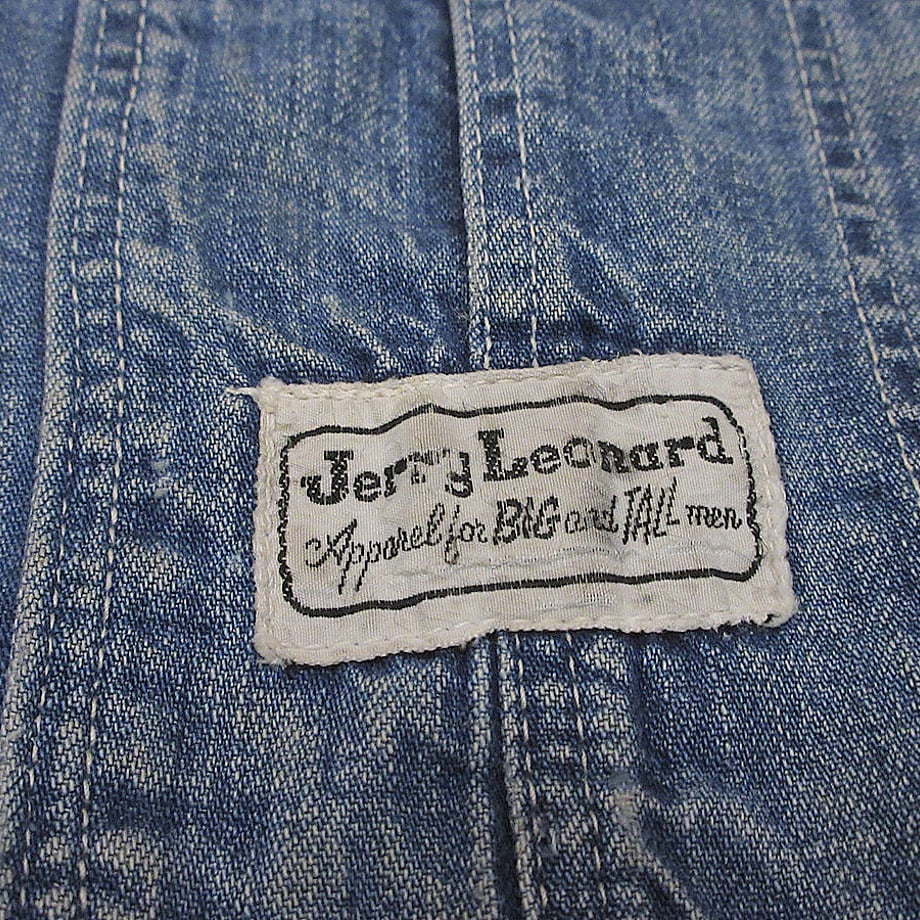 Jerry Leonard
Apparel for BIG and TALL men